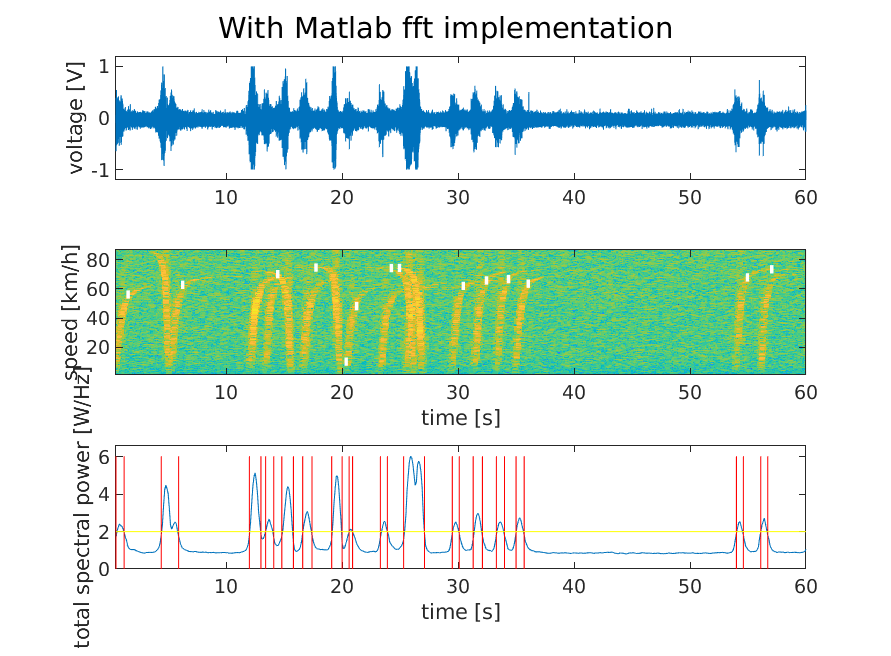 With Matlab fft implementation
voltage [V]
1
0
-1
10 20 30 40 50 60
speed [km/h]
80
60
40
20
10 20 30 40 50 60
time [s]
total spectral power [W/Hz]
6
4
2
0
10 20 30 40 50 60
time [s]